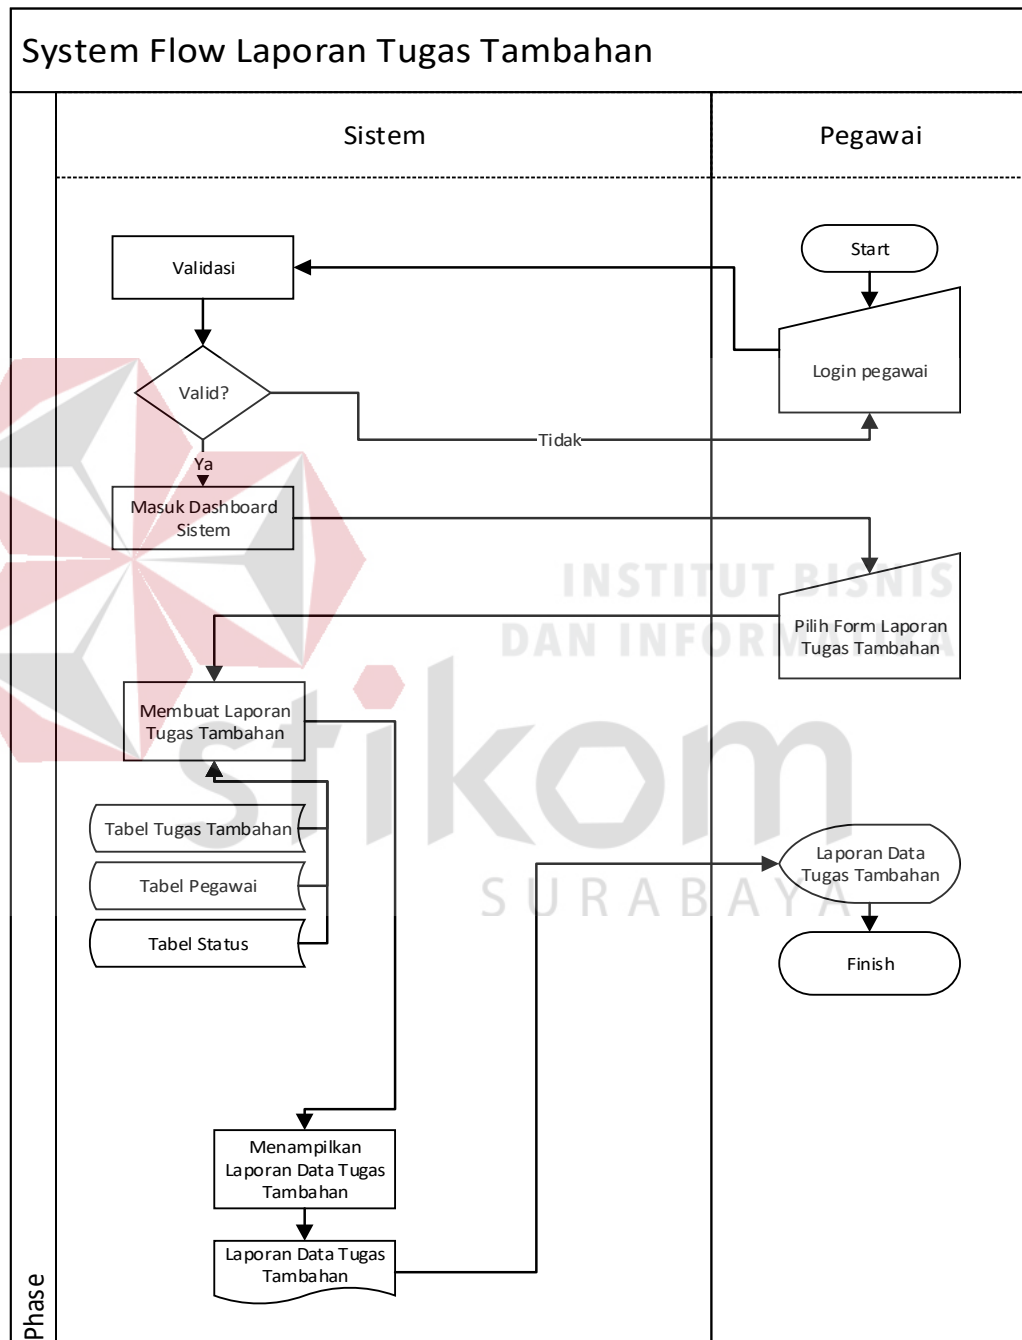 System Flow Laporan Tugas Tambahan
Sistem
Pegawai
Validasi
Start
Login pegawai
Valid?
Tidak
Ya
Masuk Dashboard
Sistem
INSTITUT BISNIS
DAN INFORMATIKA
Pilih Form Laporan
Tugas Tambahan
Membuat Laporan
Tugas Tambahan
stikom
SURABAYA
Tabel Tugas Tambahan
Tabel Pegawai
Tabel Status
Laporan Data
Tugas Tambahan
Finish
Menampilkan
Laporan Data Tugas
Tambahan
Laporan Data Tugas
Tambahan
Phase